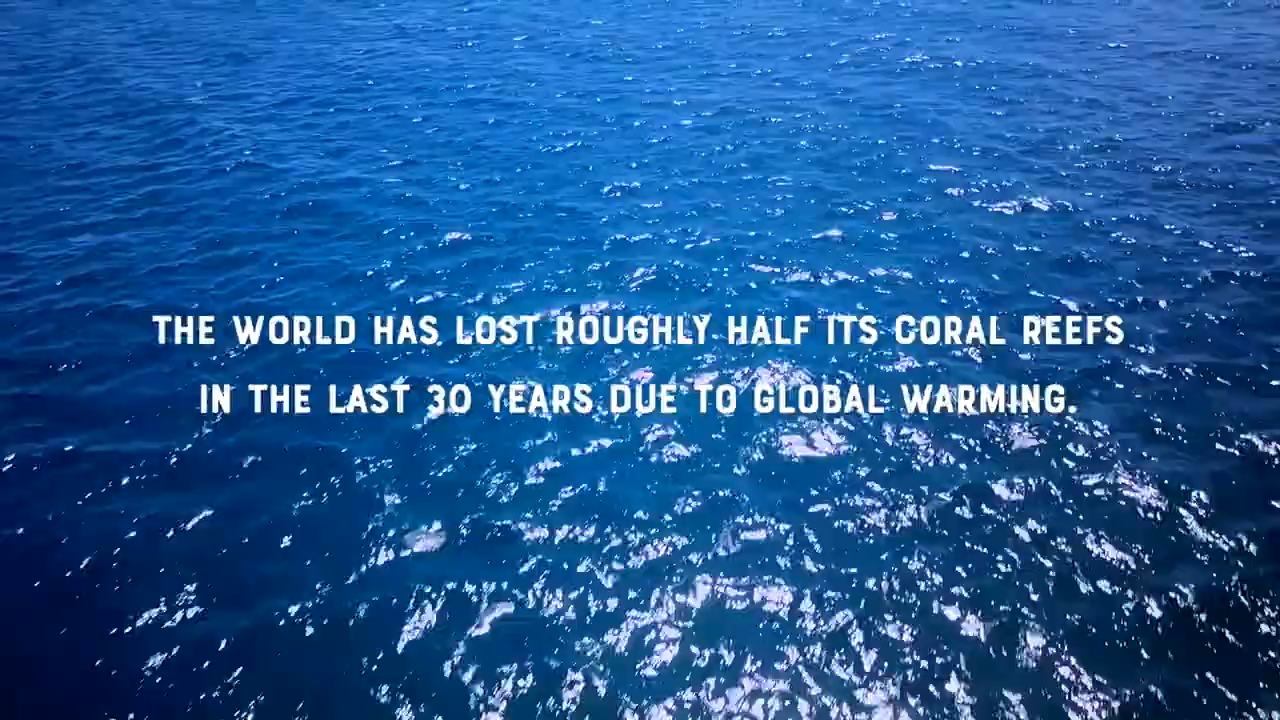 THE WORLD HAS LOST ROUGHLY HALF ITS CORAL REEFS
IN THE LAST 30 YEARS DUE TO GLOBAL WARMING.